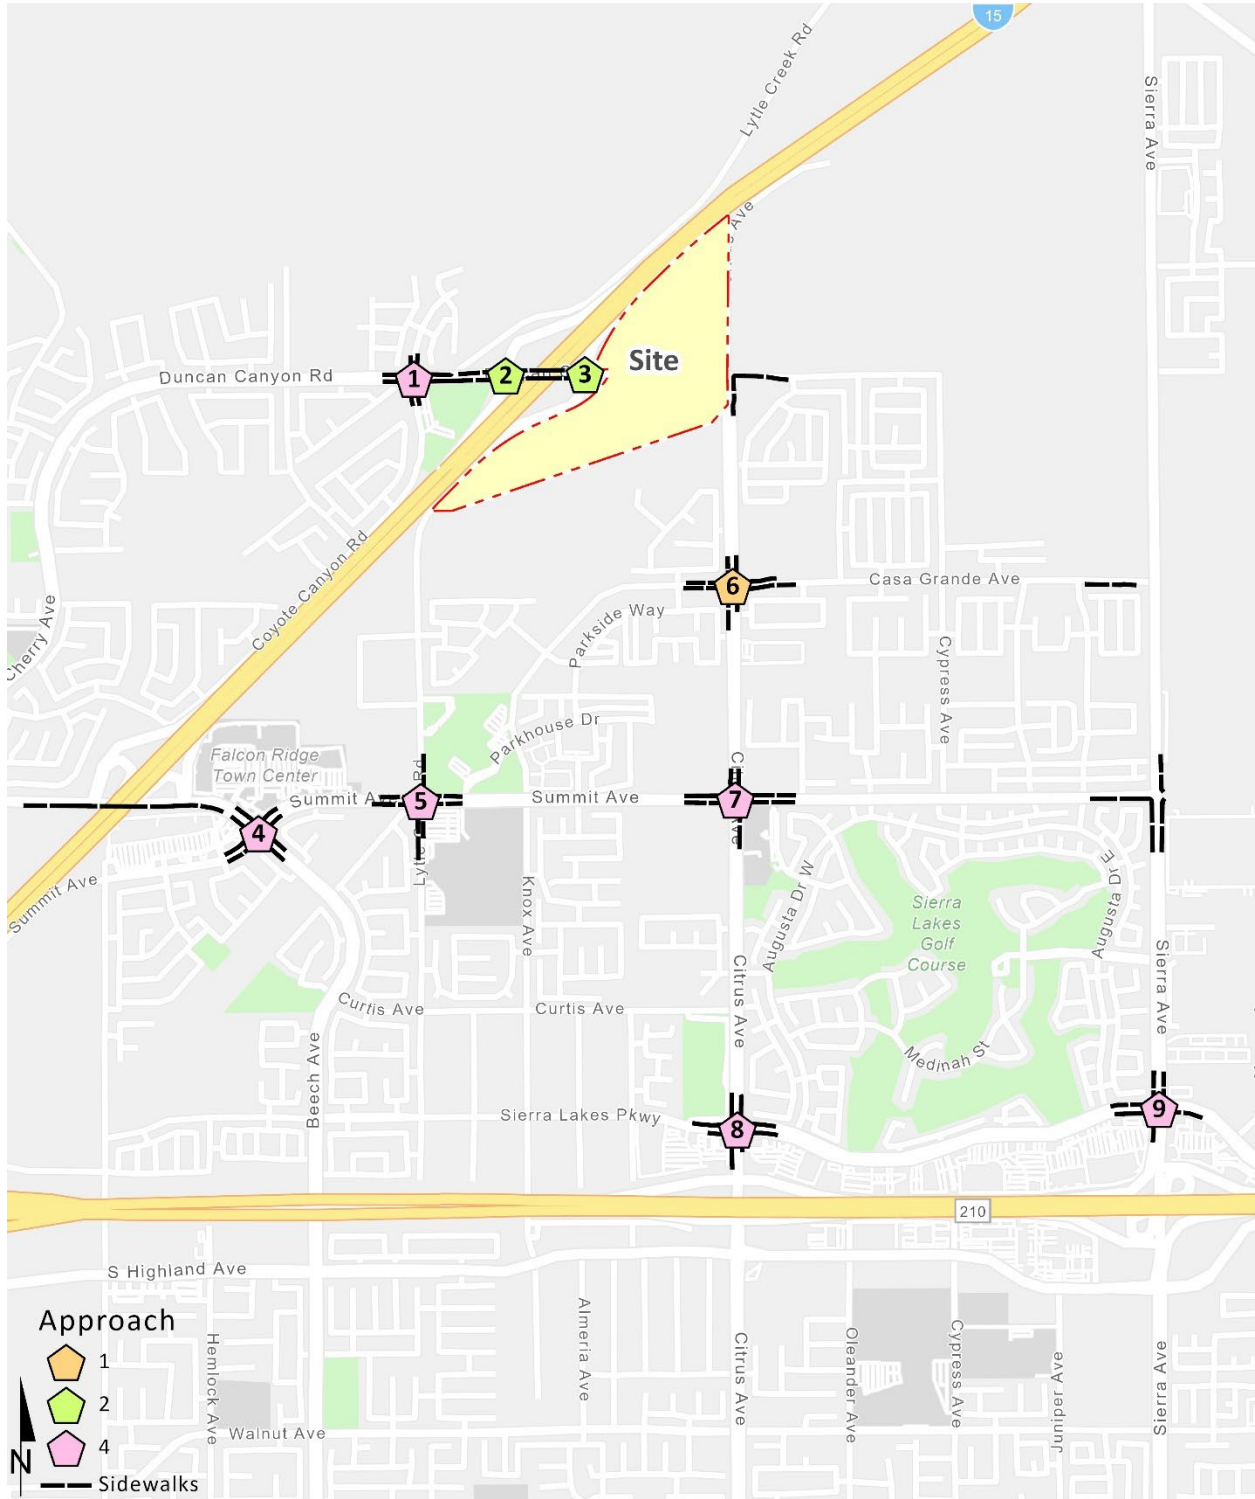 15
Lytle Creek Rd
Sierra Ave
Ave
Site
Duncan Canyon Rd
1
2
3
Coyote Canyon Rd
Cherry Ave
6
Casa Grande Ave
Parkside Way
Cypress Ave
Parkhouse Dr
Falcon Ridge
Town Center
Summit Ave
5
Summit Ave
7
Ave
4
Rd
Summit Ave
Knox Ave
Augusta Dr W
Augusta Dr E
Sierra
Lakes
Golf
Course
Citrus Ave
Sierra Ave
Curtis Ave
Curtis Ave
Medinah St
Beech Ave
Sierra Lakes Pkwy
8
9
210
S Highland Ave
Almeria Ave
Citrus Ave
Oleander Ave
Cypress Ave
Juniper Ave
Sierra Ave
Hemlock Ave
Walnut Ave
Approach
1
2
4
Sidewalks
N